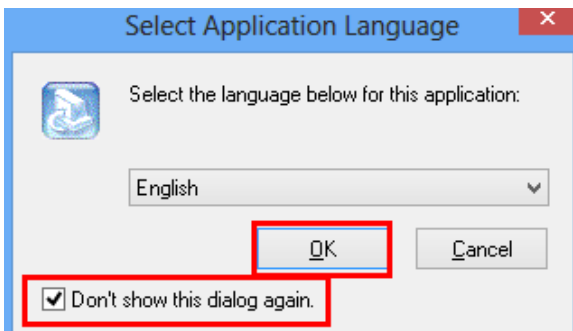 Select Application Language
Select the language below for this application:
English
OK
Cancel
Don't show this dialog again.